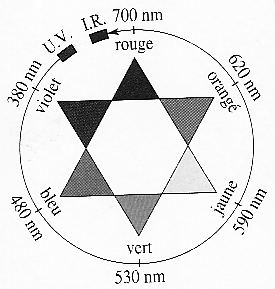 700 nm
I.R.
U.V.
rouge
620 nm
orangé
380 nm
violet
jaune
590 nm
bleu
480 nm
vert
530 nm